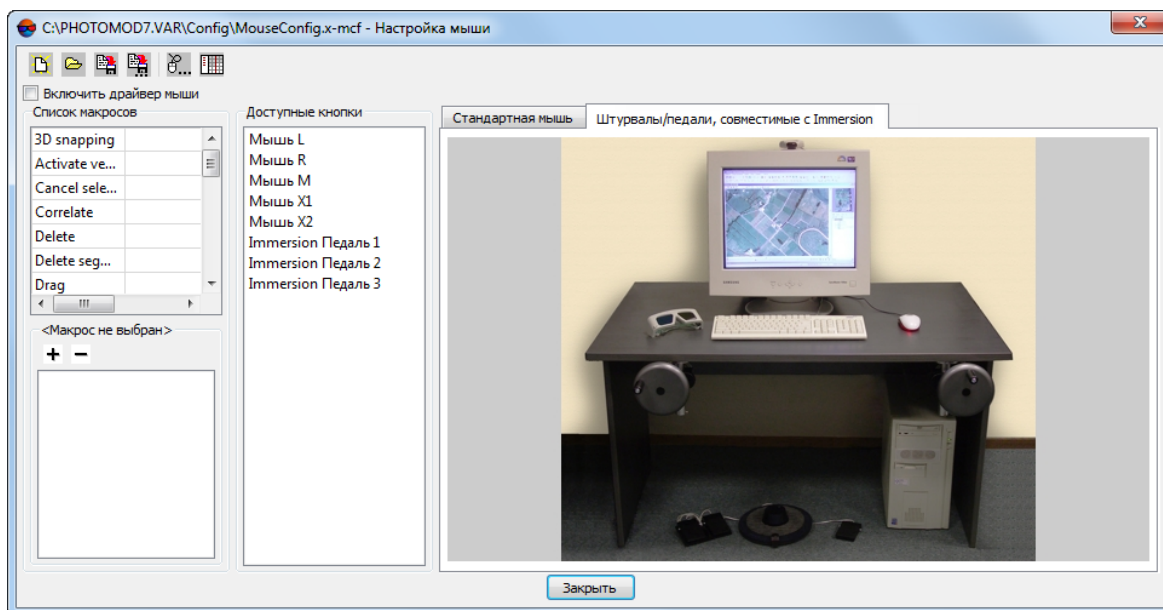 C:\PHOTOMOD7.VAR\Config\MouseConfig.x-mcf - Настройка мыши
Включить драйвер мыши
Список макросов
3D snapping
Activate ve...
Cancel sele...
Correlate
Delete
Delete seg...
Drag
<Макрос не выбран>
Доступные кнопки
Мышь L
Мышь R
Мышь M
Мышь X1
Мышь X2
Immersion Педаль 1
Immersion Педаль 2
Immersion Педаль 3
Стандартная мышь
Штурвалы/педали, совместимые с Immersion
Закрыть